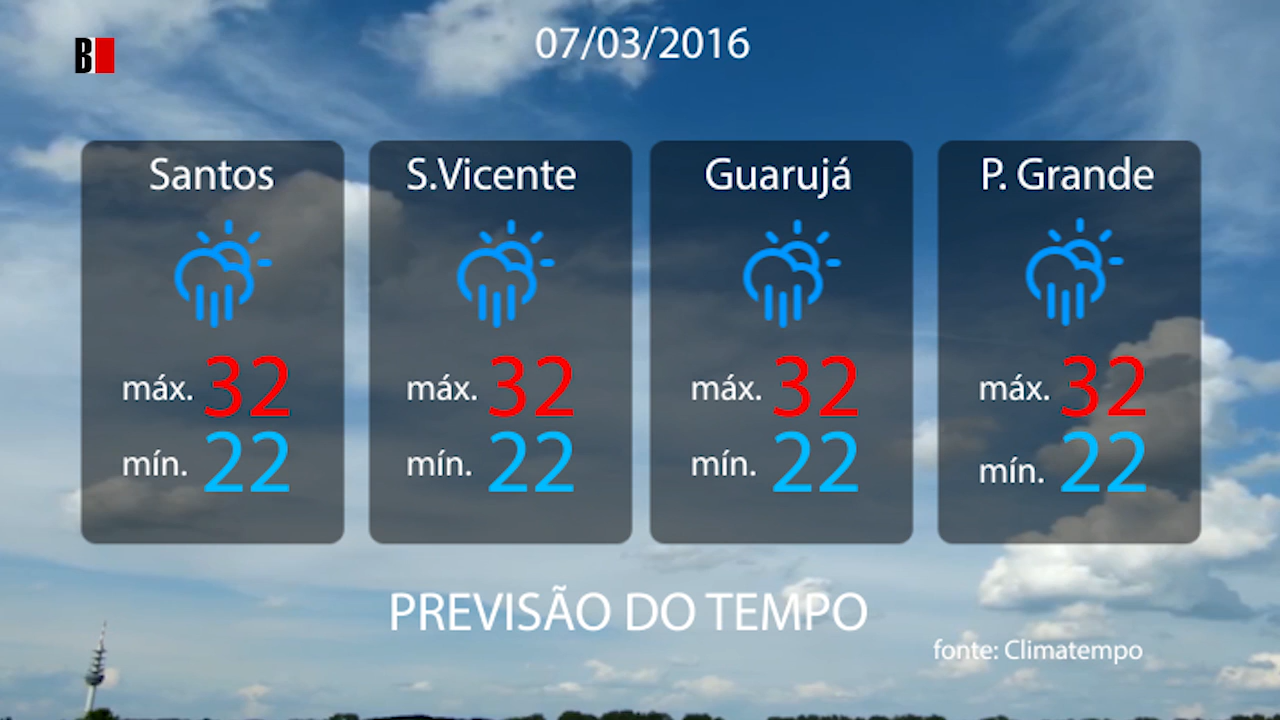 B
07/03/2016
Santos
máx. 32
mín. 22
S.Vicente
máx. 32
mín. 22
Guarujá
máx. 32
mín. 22
P. Grande
máx. 32
mín. 22
PREVISÃO DO TEMPO
fonte: Climatempo